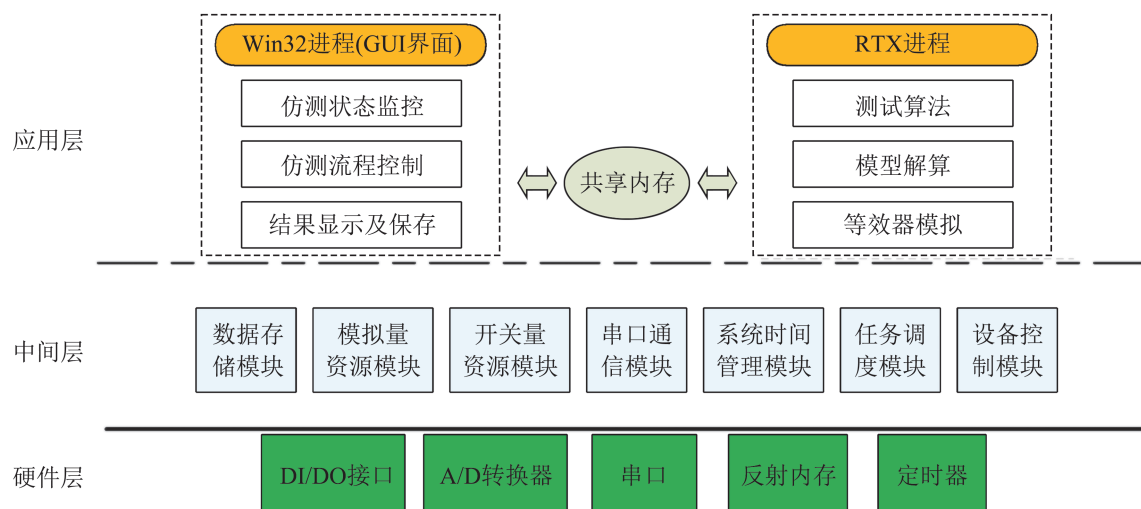 Win32进程(GUI界面)
RTX进程
应用层
仿测状态监控
仿测流程控制
结果显示及保存
共享内存
测试算法
模型解算
等效器模拟
中间层
数据存
储模块
模拟量
资源模块
开关量
资源模块
串口通
信模块
系统时间
管理模块
任务调
度模块
设备控
制模块
硬件层
DI/DO接口
A/D转换器
串口
反射内存
定时器